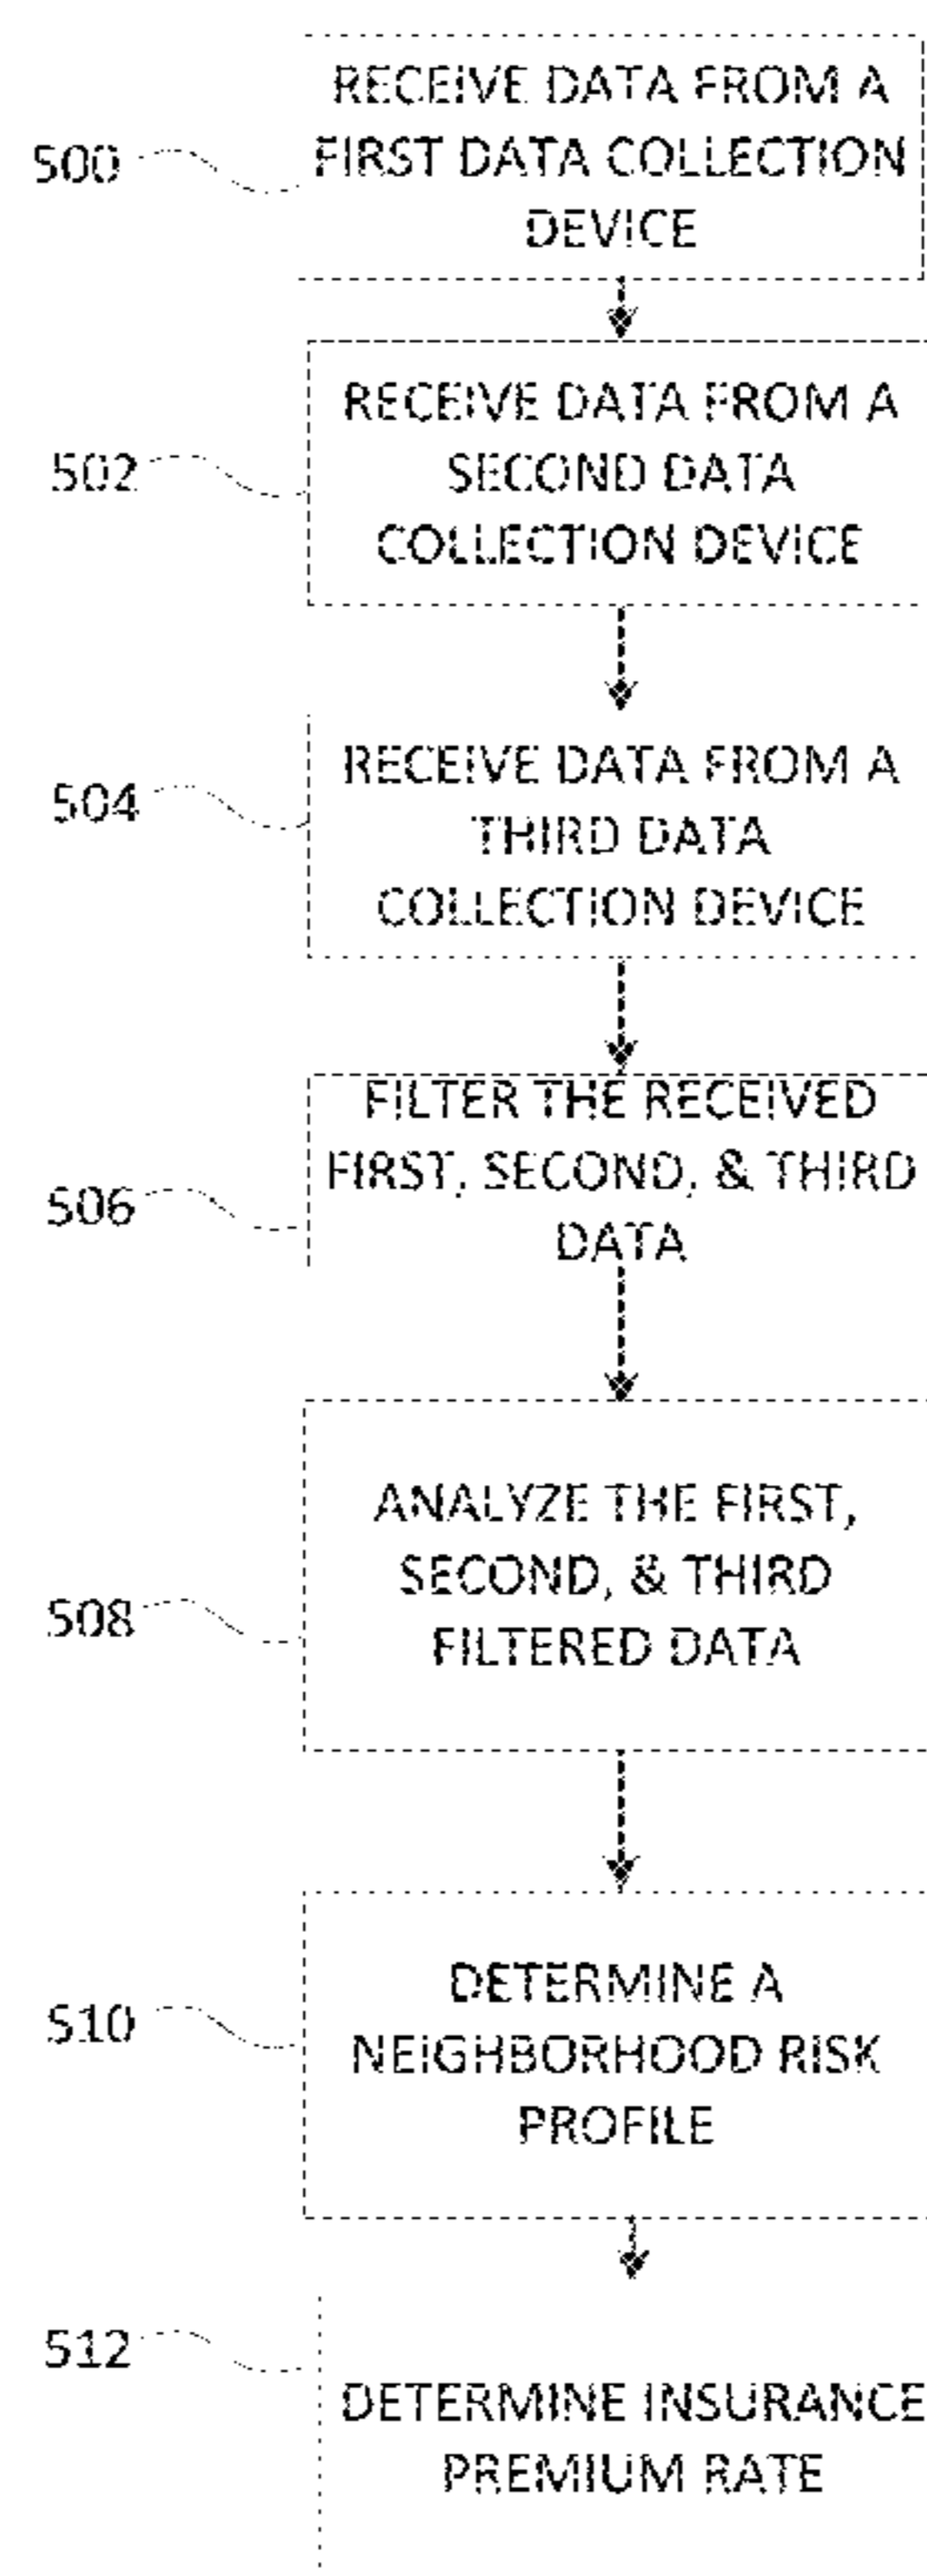 RECEIVE DATA FROM A
500 FIRST DATA COLLECTION
DEVICE
RECEIVE DATA FROM A
502 SECOND DATA
COLLECTION DEVICE
RECEIVE DATA FROM A
504 THIRD DATA
COLLECTION DEVICE
FILTER THE RECEIVED
FIRST, SECOND, & THIRD
506
DATA
ANALYZE THE FIRST,
SECOND, & THIRD
508
FILTERED DATA
DETERMINE A
510
NEIGHBORHOOD RISK
PROFILE
512
DETERMINE INSURANCE
PREMIUM RATE